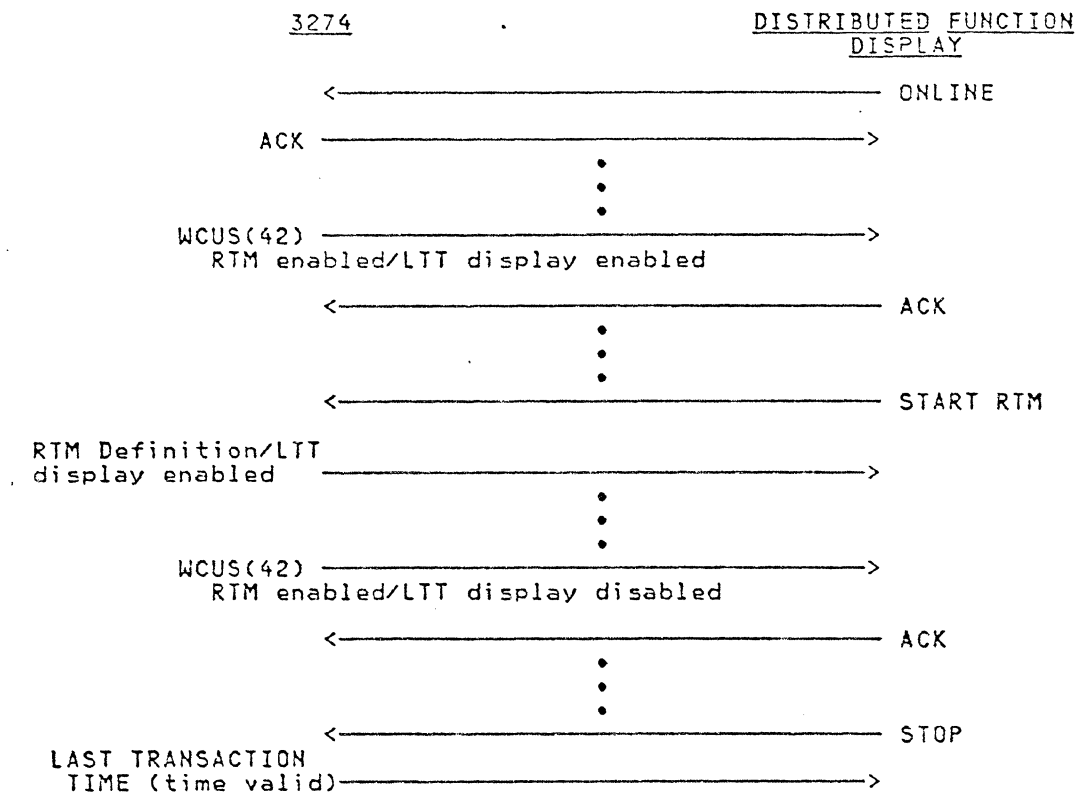 3274 DISTRIBUTED FUNCTION
DISPLAY
<——— ONLINE
ACK ———>
WCUS(42) ———>
RTM enabled/LTT display enabled
<——— ACK
<——— START RTM
RTM Definition/LTT
display enabled ———>
WCUS(42) ———>
RTM enabled/LTT display disabled
<——— ACK
<——— STOP
LAST TRANSACTION
TIME (time valid)———>